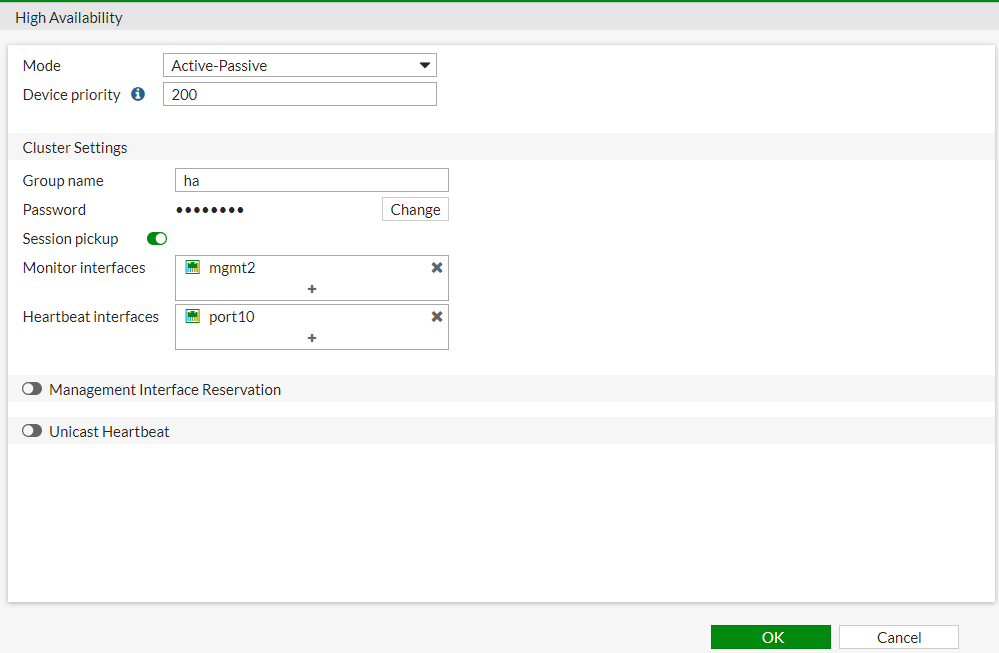 High Availability
Mode Active-Passive
Device priority 200
Cluster Settings
Group name ha
Password ●●●●●●●● Change
Session pickup
Monitor interfaces mgmt2
+
Heartbeat interfaces port10
+
Management Interface Reservation
Unicast Heartbeat
OK Cancel